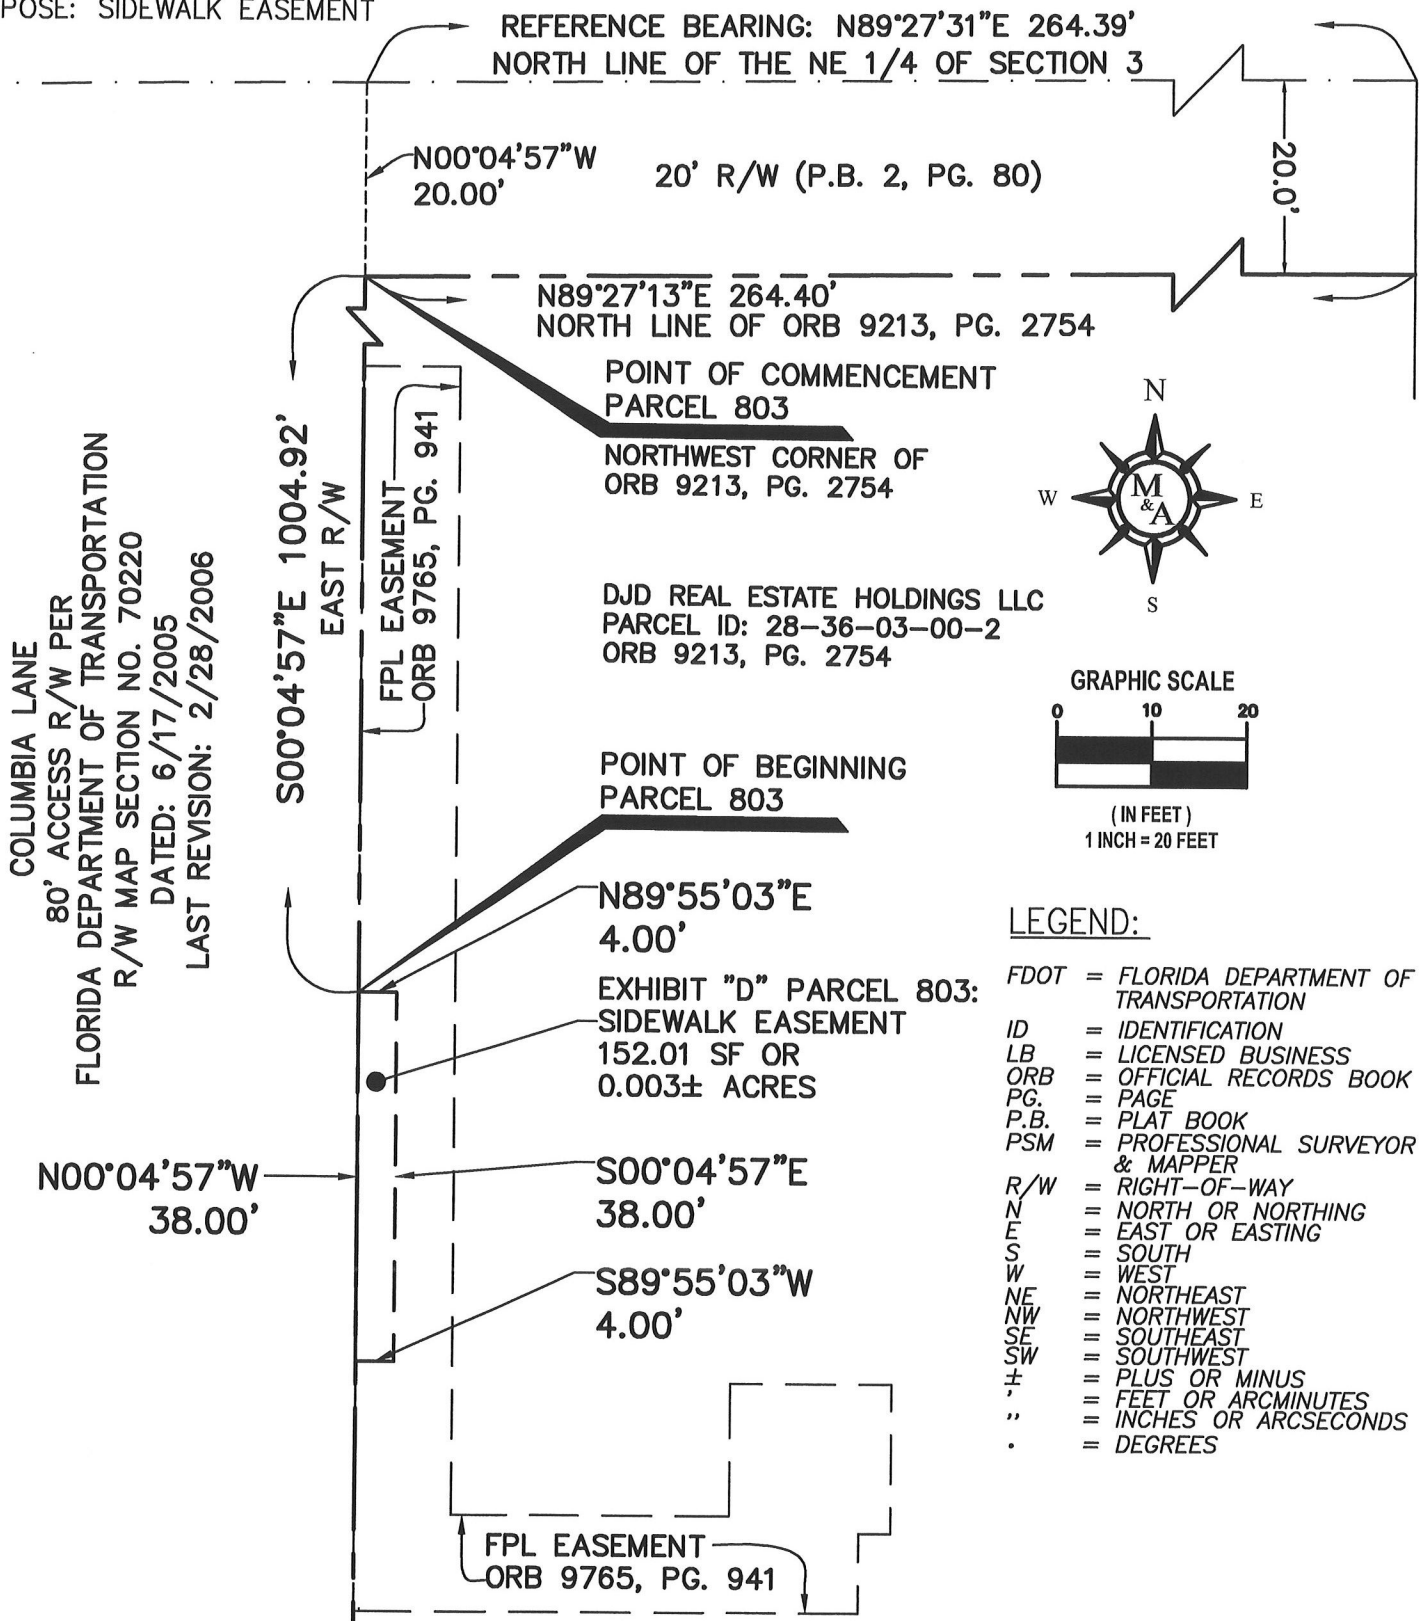 POSE: SIDEWALK EASEMENT
REFERENCE BEARING: N89°27'31"E 264.39'
NORTH LINE OF THE NE 1/4 OF SECTION 3
N00°04'57"W
20.00'
20' R/W (P.B. 2, PG. 80)
20.0'
N89°27'13"E 264.40'
NORTH LINE OF ORB 9213, PG. 2754
POINT OF COMMENCEMENT
PARCEL 803
NORTHWEST CORNER OF
ORB 9213, PG. 2754
N
W
E
S
M
&
A
COLUMBIA LANE
80' ACCESS R/W PER
FLORIDA DEPARTMENT OF TRANSPORTATION
R/W MAP SECTION NO. 70220
DATED: 6/17/2005
LAST REVISION: 2/28/2006
S00°04'57"E 1004.92'
EAST R/W
FPL EASEMENT
ORB 9765, PG. 941
DJD REAL ESTATE HOLDINGS LLC
PARCEL ID: 28-36-03-00-2
ORB 9213, PG. 2754
GRAPHIC SCALE
0 10 20
( IN FEET )
1 INCH = 20 FEET
POINT OF BEGINNING
PARCEL 803
N89°55'03"E
4.00'
EXHIBIT "D" PARCEL 803:
SIDEWALK EASEMENT
152.01 SF OR
0.003± ACRES
N00°04'57"W
38.00'
S00°04'57"E
38.00'
S89°55'03"W
4.00'
FPL EASEMENT
ORB 9765, PG. 941
LEGEND:
FDOT = FLORIDA DEPARTMENT OF
TRANSPORTATION
ID = IDENTIFICATION
LB = LICENSED BUSINESS
ORB = OFFICIAL RECORDS BOOK
PG. = PAGE
P.B. = PLAT BOOK
PSM = PROFESSIONAL SURVEYOR
& MAPPER
R/W = RIGHT-OF-WAY
N = NORTH OR NORTHING
E = EAST OR EASTING
S = SOUTH
W = WEST
NE = NORTHEAST
NW = NORTHWEST
SE = SOUTHEAST
SW = SOUTHWEST
± = PLUS OR MINUS
' = FEET OR ARCMINUTES
" = INCHES OR ARCSECONDS
° = DEGREES